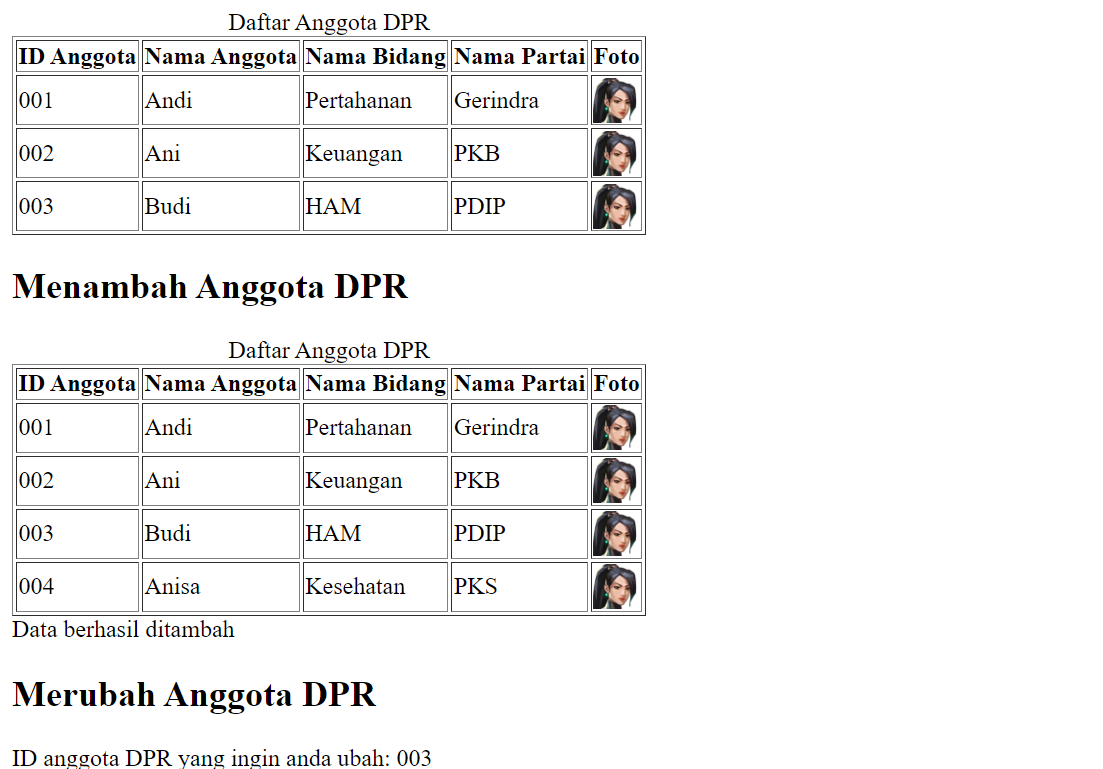 Daftar Anggota DPR
ID Anggota Nama Anggota Nama Bidang Nama Partai Foto
001 Andi Pertahanan Gerindra
002 Ani Keuangan PKB
003 Budi HAM PDIP
Menambah Anggota DPR
Daftar Anggota DPR
ID Anggota Nama Anggota Nama Bidang Nama Partai Foto
001 Andi Pertahanan Gerindra
002 Ani Keuangan PKB
003 Budi HAM PDIP
004 Anisa Kesehatan PKS
Data berhasil ditambah
Merubah Anggota DPR
ID anggota DPR yang ingin anda ubah: 003